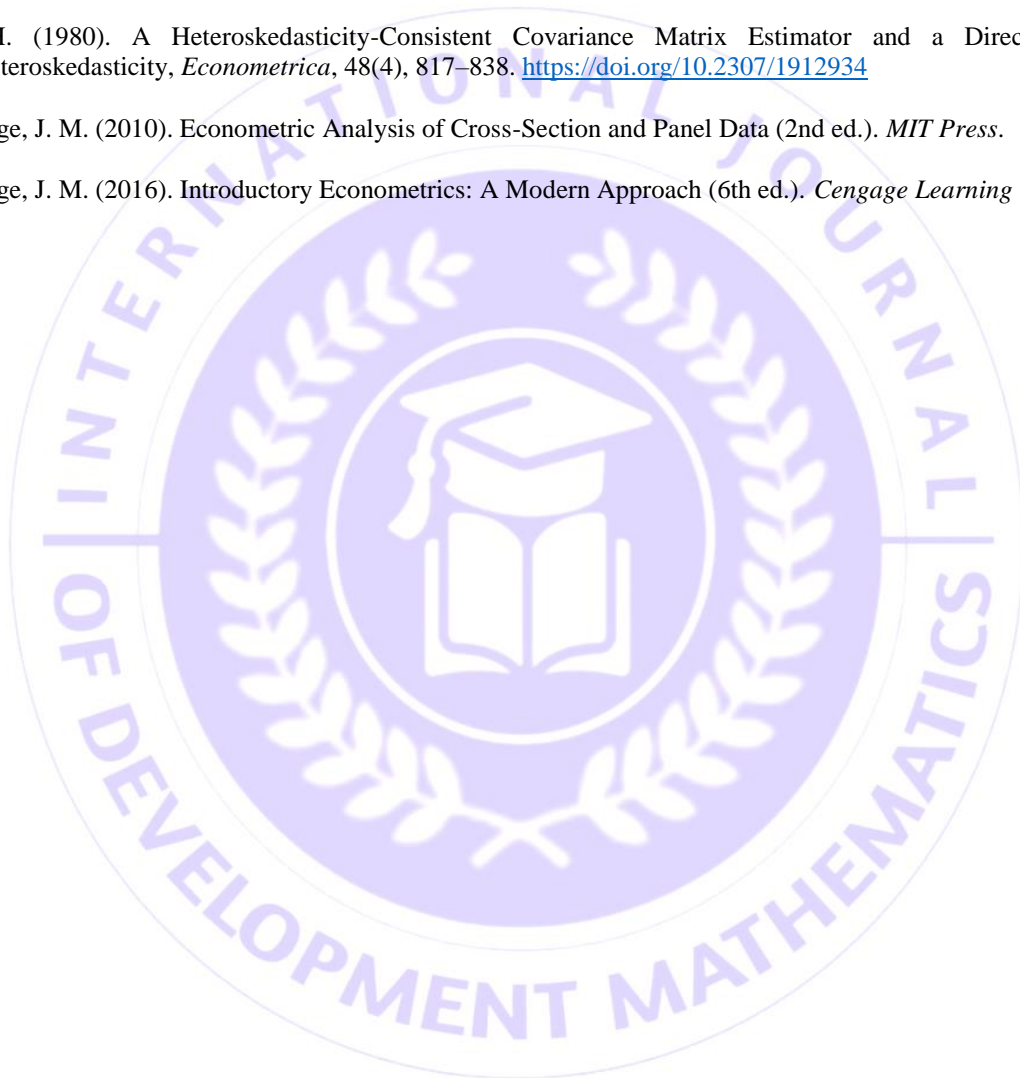 I. (1980). A Heteroskedasticity-Consistent Covariance Matrix Estimator and a Direc
teroskedasticity, Econometrica, 48(4), 817–838. https://doi.org/10.2307/1912934
ge, J. M. (2010). Econometric Analysis of Cross-Section and Panel Data (2nd ed.). MIT Press.
ge, J. M. (2016). Introductory Econometrics: A Modern Approach (6th ed.). Cengage Learning
INTERNATIONAL JOURNAL
OF DEVELOPMENT MATHEMATICS